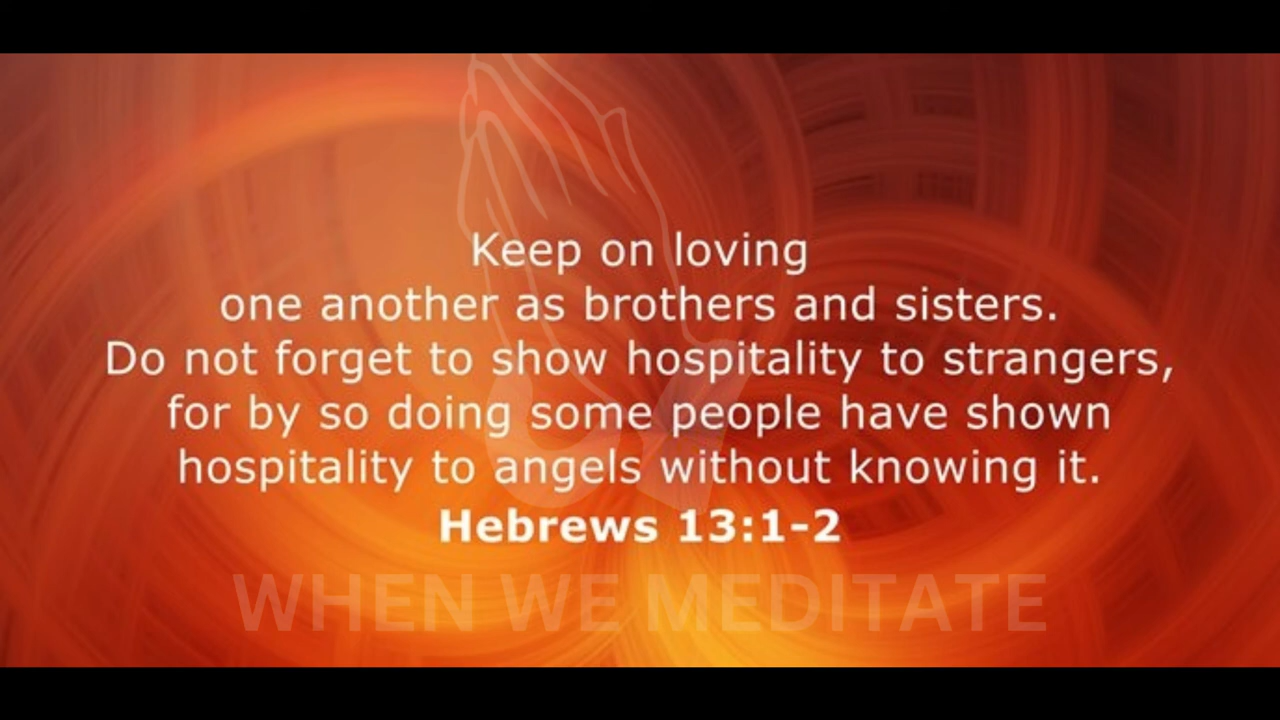 Keep on loving
one another as brothers and sisters.
Do not forget to show hospitality to strangers,
for by so doing some people have shown
hospitality to angels without knowing it.
Hebrews 13:1-2
WHEN WE MEDITATE